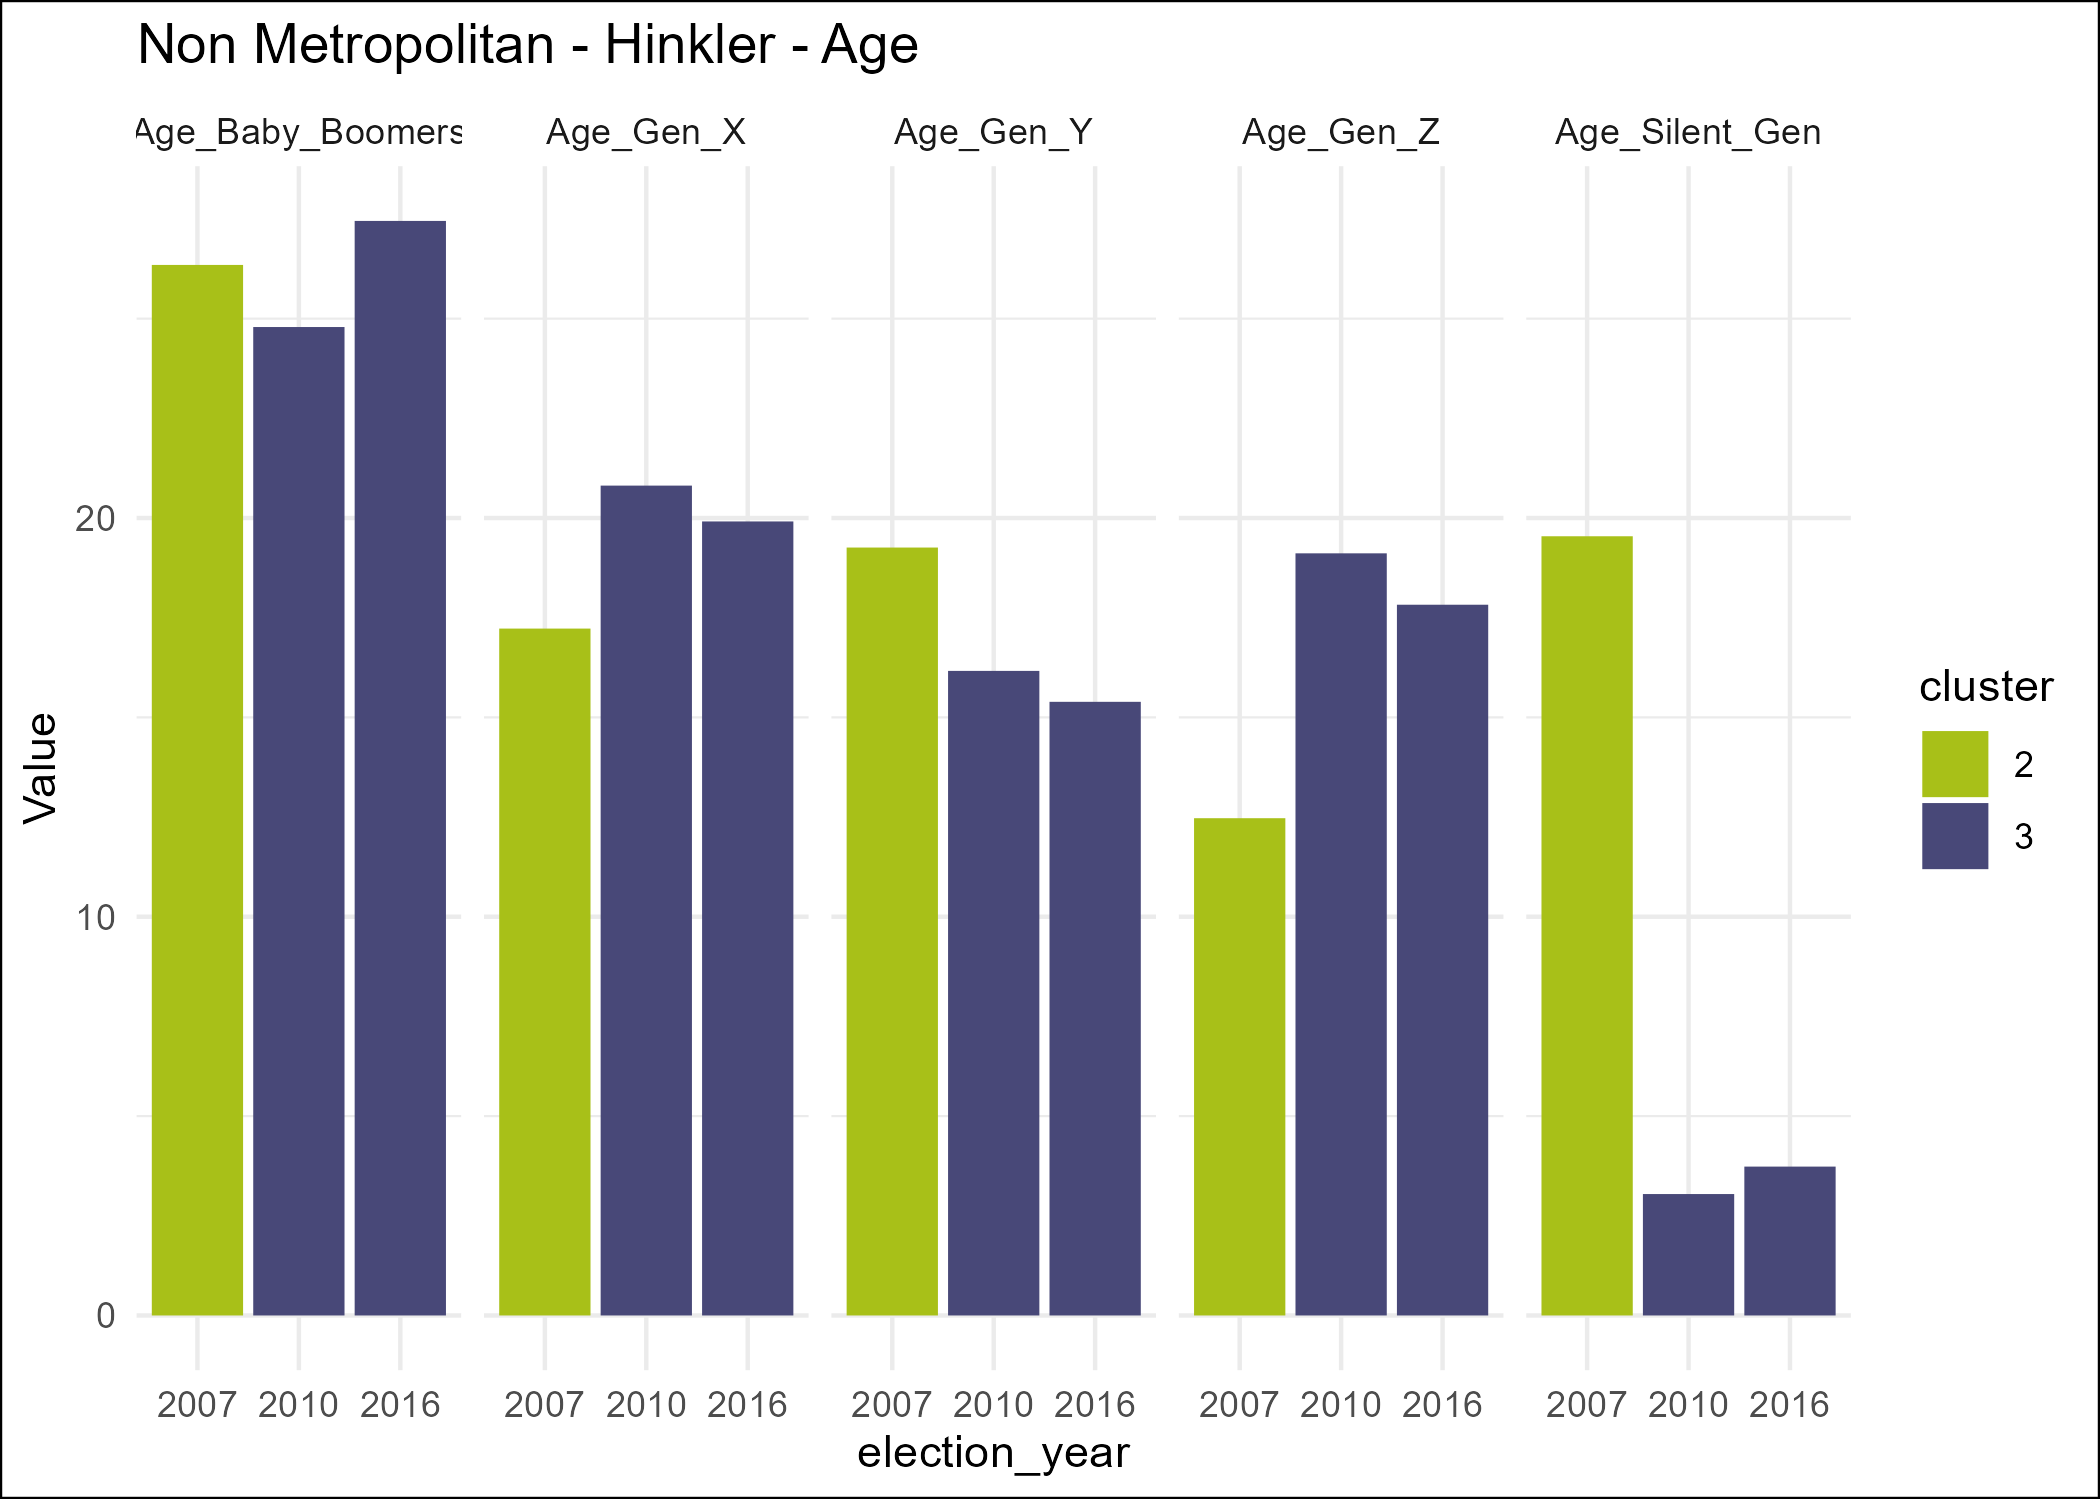 Non Metropolitan - Hinkler - Age
Age_Baby_Boomers Age_Gen_X Age_Gen_Y Age_Gen_Z Age_Silent_Gen
20
10
0
Value
2007 2010 2016 2007 2010 2016 2007 2010 2016 2007 2010 2016 2007 2010 2016
election_year
cluster
2
3